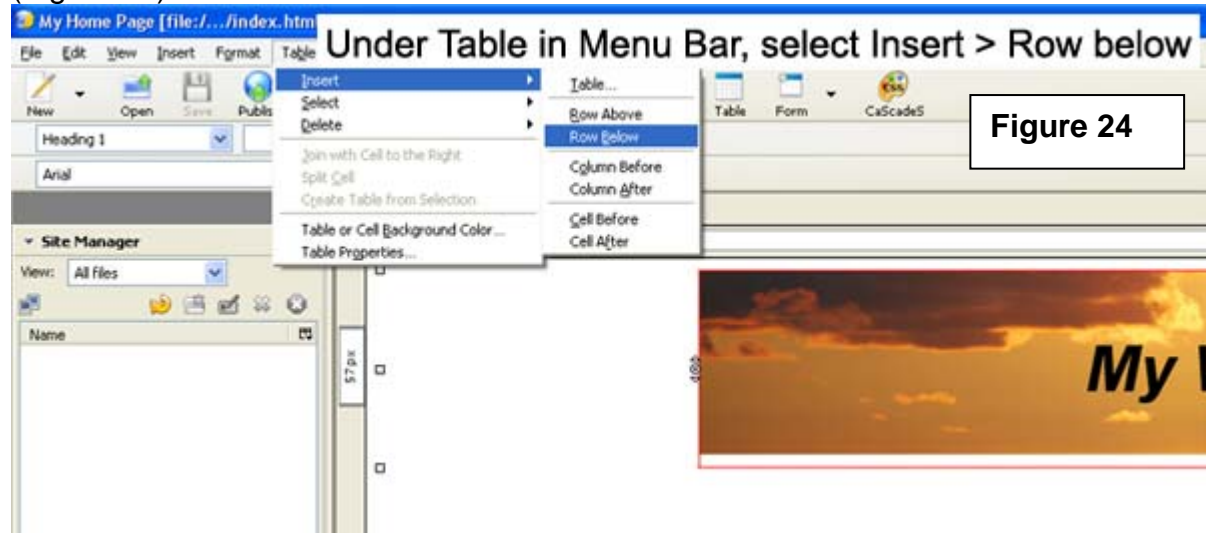 My Home Page [file:/.../index.htm
Under Table in Menu Bar, select Insert > Row below
File Edit View Insert Format Table
New Open Save Publis Table Form CaScadeS
Insert
Select
Delete
Join with Cell to the Right
Split Cell
Create Table from Selection
Table or Cell Background Color...
Table Properties...
Table...
Row Above
Row Below
Column Before
Column After
Cell Before
Cell After
Figure 24
Heading 1
Arial
Site Manager
View: All files
Name
57px
My